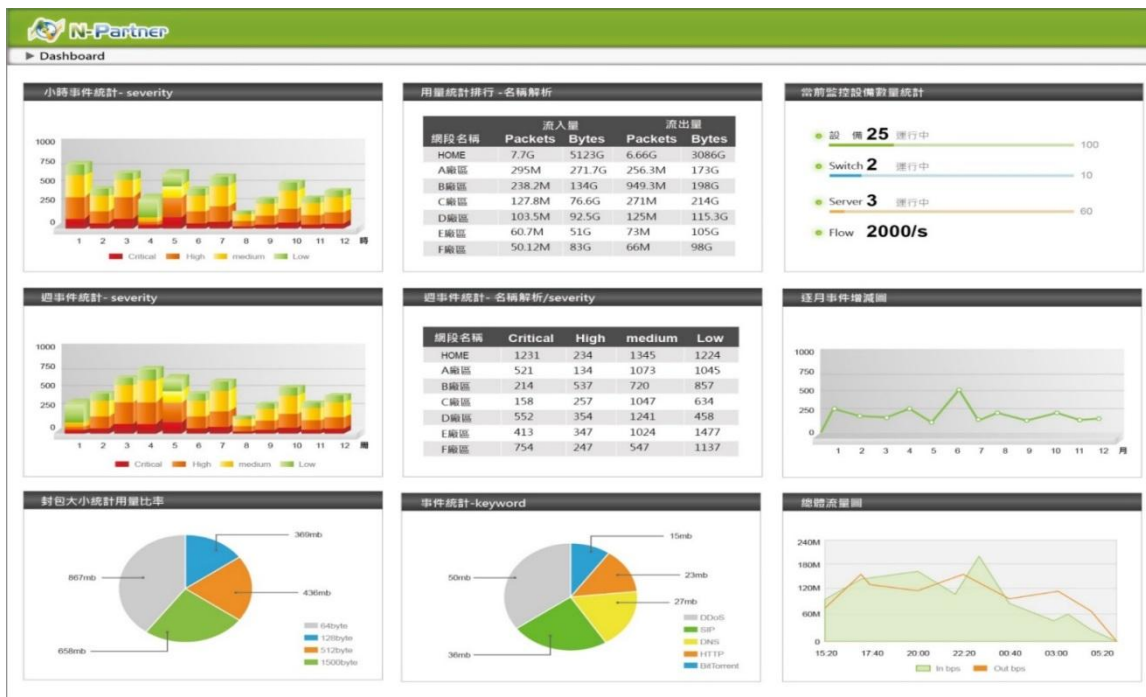 N-Partner
Dashboard
小時事件統計- severity
1000
750
500
250
0
1 2 3 4 5 6 7 8 9 10 11 12 時
Critical High medium Low
用量統計排行 -名稱解析
流入量 流出量
網段名稱 Packets Bytes Packets Bytes
HOME 7.7G 5123G 6.66G 3086G
A廠區 295M 271.7G 256.3M 173G
B廠區 238.2M 134G 949.3M 198G
C廠區 127.8M 76.6G 271M 214G
D廠區 103.5M 92.5G 125M 115.3G
E廠區 60.7M 51G 73M 105G
F廠區 50.12M 83G 66M 98G
當前監控設備數量統計
設 備 25 運行中
100
Switch 2 運行中
10
Server 3 運行中
60
Flow 2000/s
週事件統計- severity
1000
750
500
250
0
1 2 3 4 5 6 7 8 9 10 11 12 周
Critical High medium Low
週事件統計- 名稱解析/severity
網段名稱 Critical High medium Low
HOME 1231 234 1345 1224
A廠區 521 134 1073 1045
B廠區 214 537 720 857
C廠區 158 257 1047 634
D廠區 552 354 1241 458
E廠區 413 347 1024 1477
F廠區 754 247 547 1137
逐月事件增減圖
1000
750
500
250
0
1 2 3 4 5 6 7 8 9 10 11 12 月
封包大小統計用量比率
369mb
867mb
436mb
658mb
64byte
128byte
512byte
1500byte
事件統計-keyword
15mb
50mb
23mb
27mb
36mb
DDoS
SIP
DNS
HTTP
BitTorrent
總體流量圖
240M
180M
120M
60M
0
15:20 17:40 20:00 22:20 00:40 03:00 05:20
In bps Out bps